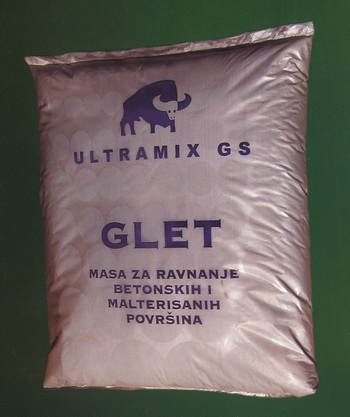 ULTRAMIX GS
GLET
MASA ZA RAVNANJE
BETONSKIH I
MALTERISANIH
POVRŠINA